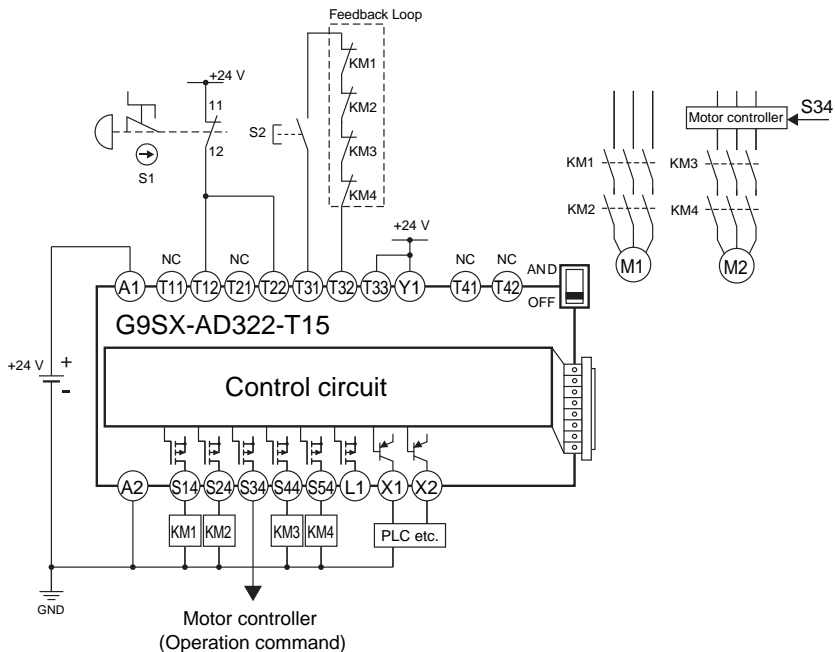 Feedback Loop
+24 V
11
12
S1
S2
KM1
KM2
KM3
KM4
+24 V
Motor controller
S34
KM1
KM2
KM3
KM4
M1
M2
NC
NC
NC
NC
A1
T11
T12
T21
T22
T31
T32
T33
Y1
T41
T42
AND
OFF
G9SX-AD322-T15
Control circuit
+24 V
+
-
A2
S14
S24
S34
S44
S54
L1
X1
X2
KM1
KM2
KM3
KM4
PLC etc.
GND
Motor controller
(Operation command)